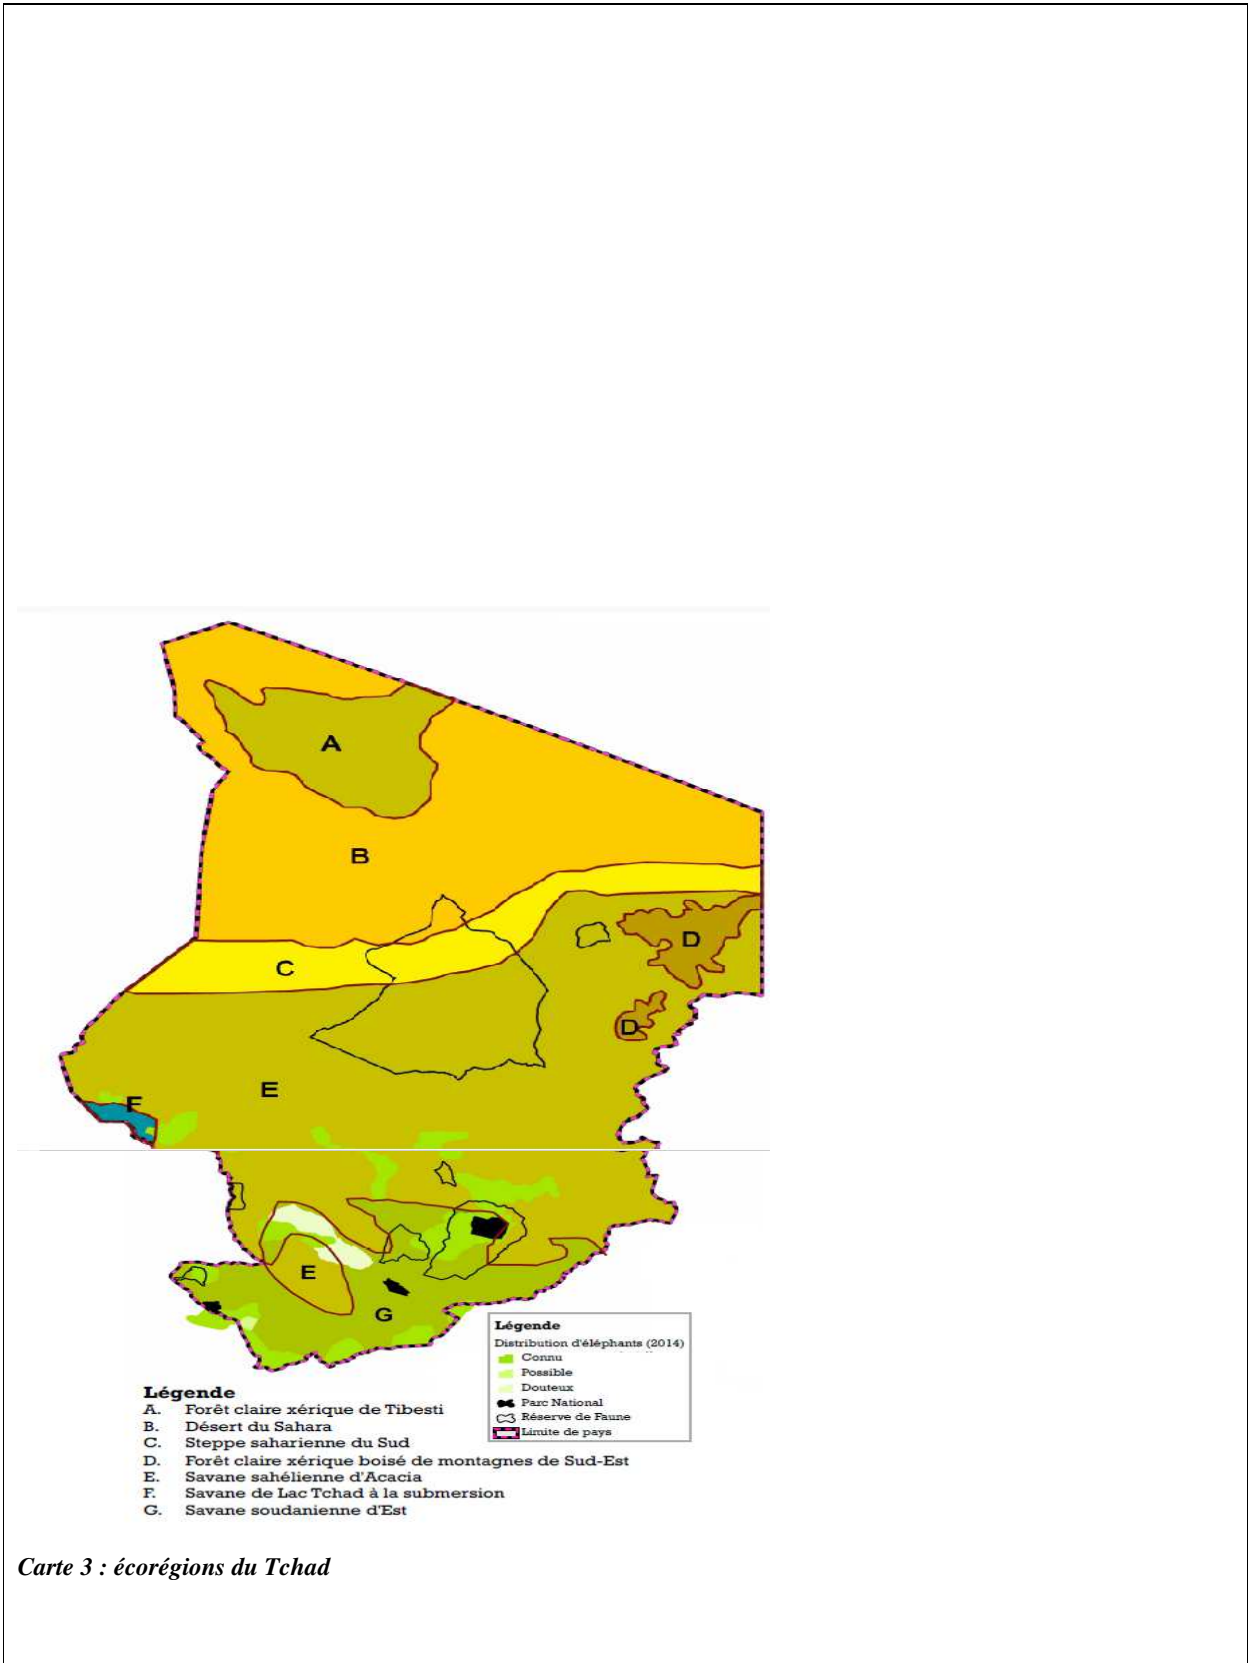 A
B
C
D
D
E
F
E
G
Légende
Distribution d'éléphants (2014)
Connu
Possible
Douteux
Parc National
Réserve de Faune
Limite de pays
Légende
A. Forêt claire xérique de Tibesti
B. Désert du Sahara
C. Steppe saharienne du Sud
D. Forêt claire xérique boisé de montagnes de Sud-Est
E. Savane sahélienne d'Acacia
F. Savane de Lac Tchad à la submersion
G. Savane soudanienne d'Est
Carte 3 : écorégions du Tchad